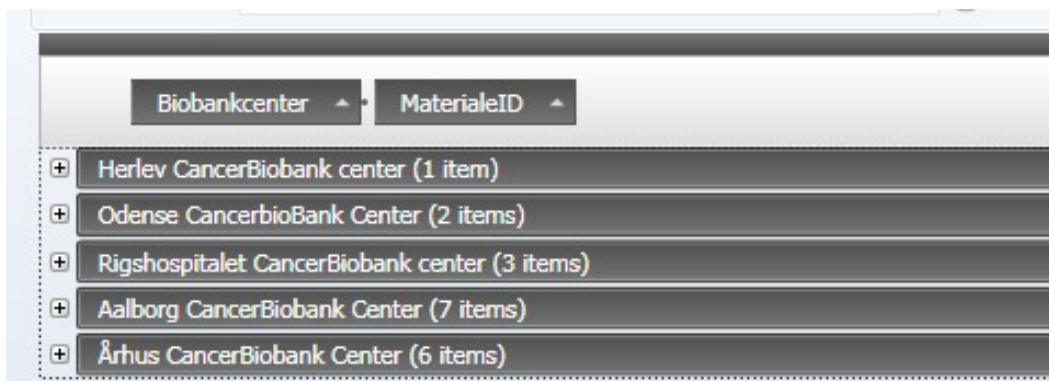 Biobankcenter MaterialeID
Herlev CancerBiobank center (1 item)
Odense CancerbioBank Center (2 items)
Rigshospitalet CancerBiobank center (3 items)
Aalborg CancerBiobank Center (7 items)
Århus CancerBiobank Center (6 items)